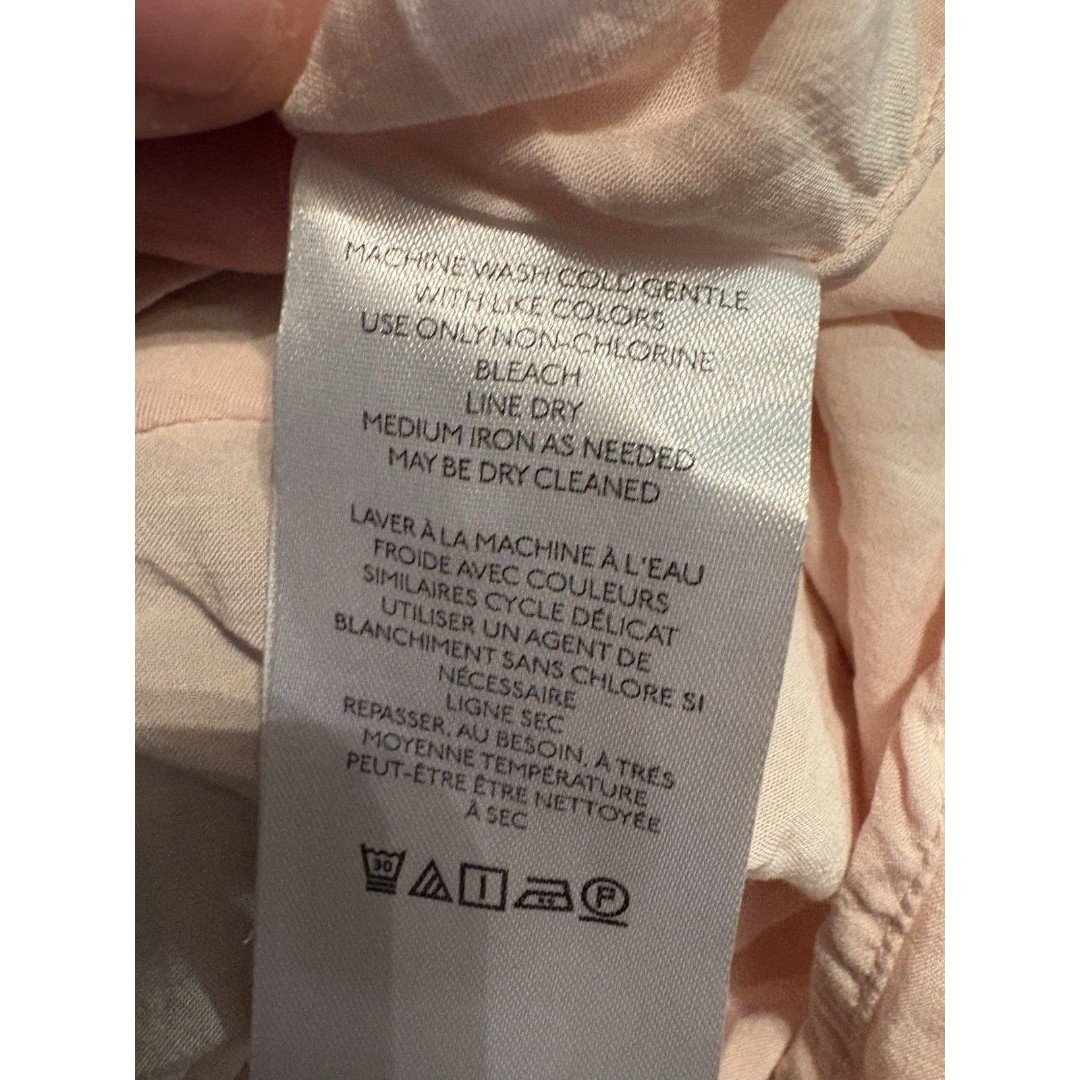 MACHINE WASH COLD GENTLE
WITH LIKE COLORS
USE ONLY NON-CHLORINE
BLEACH
LINE DRY
MEDIUM IRON AS NEEDED
MAY BE DRY CLEANED
LAVER À LA MACHINE À L'EAU
FROIDE AVEC COULEURS
SIMILAIRES CYCLE DÉLICAT
UTILISER UN AGENT DE
BLANCHIMENT SANS CHLORE SI
NÉCESSAIRE
LIGNE SEC
REPASSER, AU BESOIN, À TRÉS
MOYENNE TEMPÉRATURE
PEUT-ÊTRE ÊTRE NETTOYÉE
À SEC
30 P